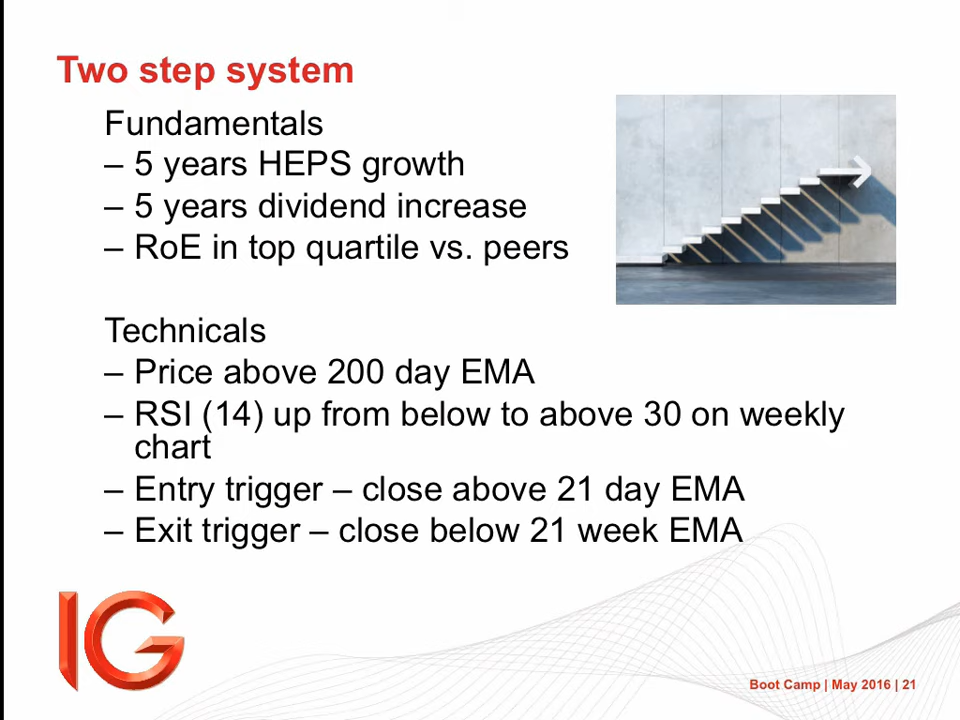 Two step system
Fundamentals
– 5 years HEPS growth
– 5 years dividend increase
– RoE in top quartile vs. peers
Technicals
– Price above 200 day EMA
– RSI (14) up from below to above 30 on weekly
chart
– Entry trigger – close above 21 day EMA
– Exit trigger – close below 21 week EMA
IG
Boot Camp | May 2016 | 21